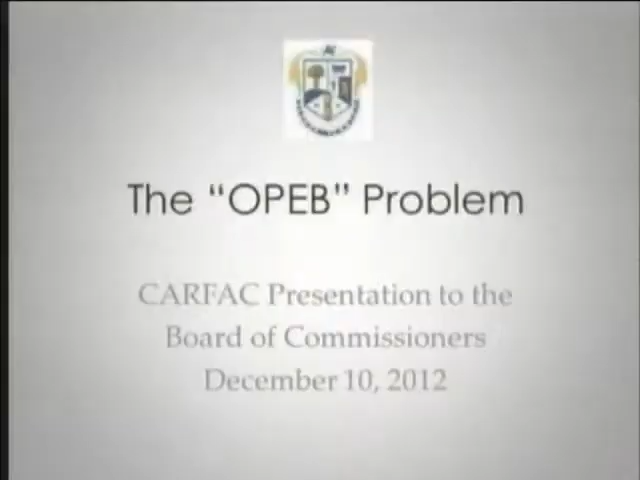 The “OPEB” Problem
CARFAC Presentation to the
Board of Commissioners
December 10, 2012